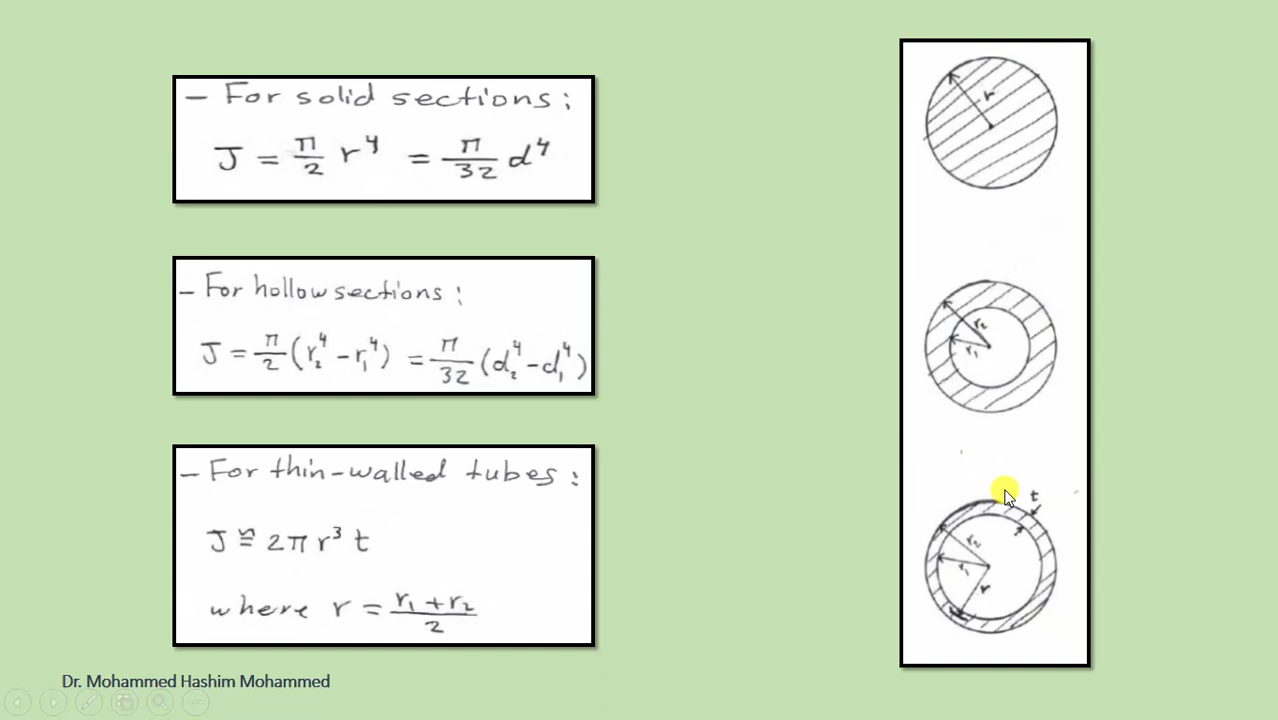 – For solid sections:
J = π/2 r⁴ = π/32 d⁴
– For hollow sections:
J = π/2 (r₂⁴ – r₁⁴) = π/32 (d₂⁴ – d₁⁴)
– For thin-walled tubes:
J ≅ 2π r³ t
where r = (r₁ + r₂)/2
Dr. Mohammed Hashim Mohammed
r
r₂
r₁
t
r₂
r₁
r